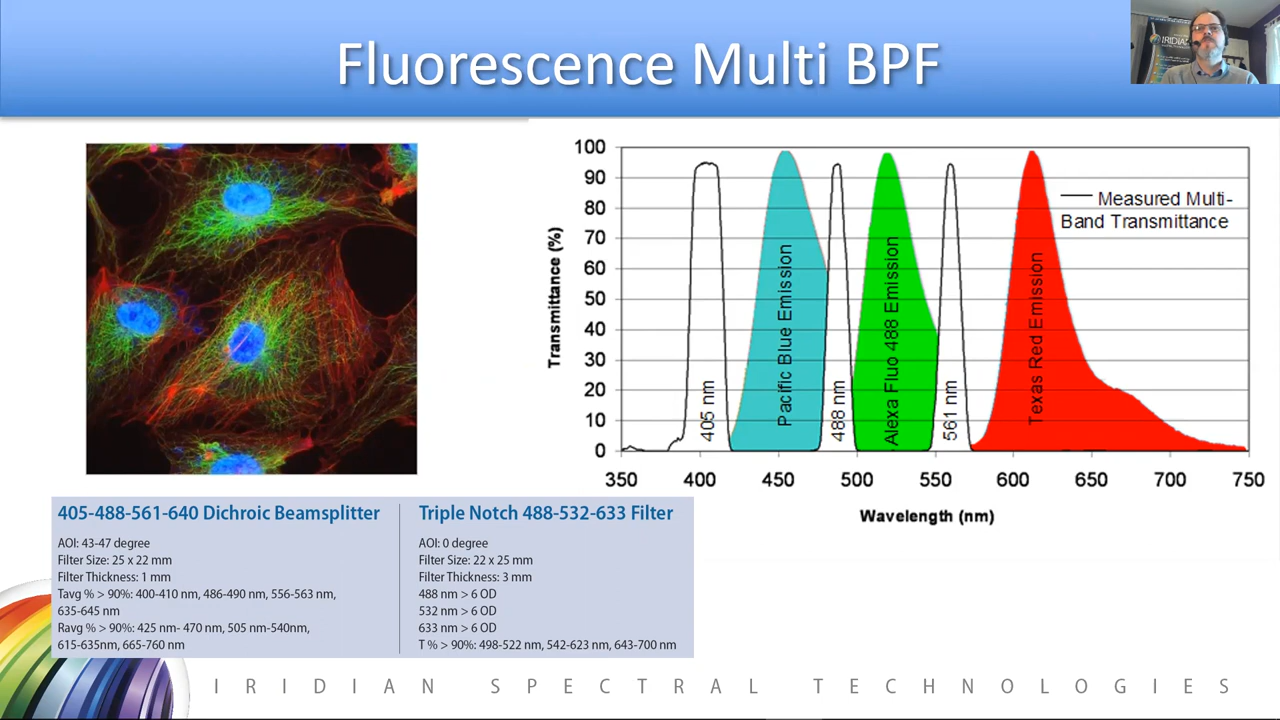 Fluorescence Multi BPF
IRIDIA
100
90
80
70
60
50
40
30
20
10
0
Transmittance (%)
Measured Multi-
Band Transmittance
405 nm
Pacific Blue Emission
488 nm
Alexa Fluo 488 Emission
561 nm
Texas Red Emission
350 400 450 500 550 600 650 700 750
Wavelength (nm)
405-488-561-640 Dichroic Beamsplitter
AOI: 43-47 degree
Filter Size: 25 x 22 mm
Filter Thickness: 1 mm
Tavg % > 90%: 400-410 nm, 486-490 nm, 556-563 nm,
635-645 nm
Ravg % > 90%: 425 nm- 470 nm, 505 nm-540nm,
615-635nm, 665-760 nm
Triple Notch 488-532-633 Filter
AOI: 0 degree
Filter Size: 22 x 25 mm
Filter Thickness: 3 mm
488 nm > 6 OD
532 nm > 6 OD
633 nm > 6 OD
T % > 90%: 498-522 nm, 542-623 nm, 643-700 nm
IRIDIAN SPECTRAL TECHNOLOGIES